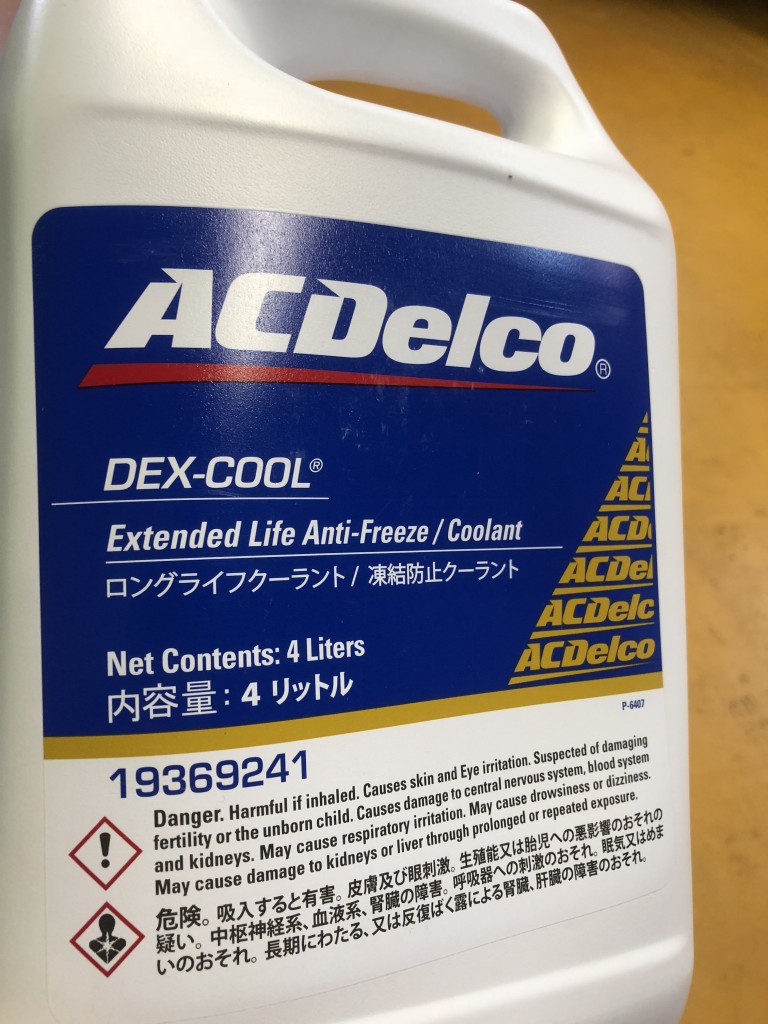 ACDelco®
DEX-COOL®
Extended Life Anti-Freeze / Coolant
ロングライフクーラント / 凍結防止クーラント
Net Contents: 4 Liters
内容量：4 リットル
A
ACI
ACD
ACDel
ACDelc
ACDelco
P-6407
19369241
Danger. Harmful if inhaled. Causes skin and Eye irritation. Suspected of damaging
fertility or the unborn child. Causes damage to central nervous system, blood system
and kidneys. May cause respiratory irritation. May cause drowsiness or dizziness.
May cause damage to kidneys or liver through prolonged or repeated exposure.
危険。吸入すると有害。皮膚及び眼刺激。生殖能又は胎児への悪影響のおそれの
疑い。中枢神経系、血液系、腎臓の障害。呼吸器への刺激のおそれ。眠気又はめま
いのおそれ。長期にわたる、又は反復ばく露による腎臓、肝臓の障害のおそれ。